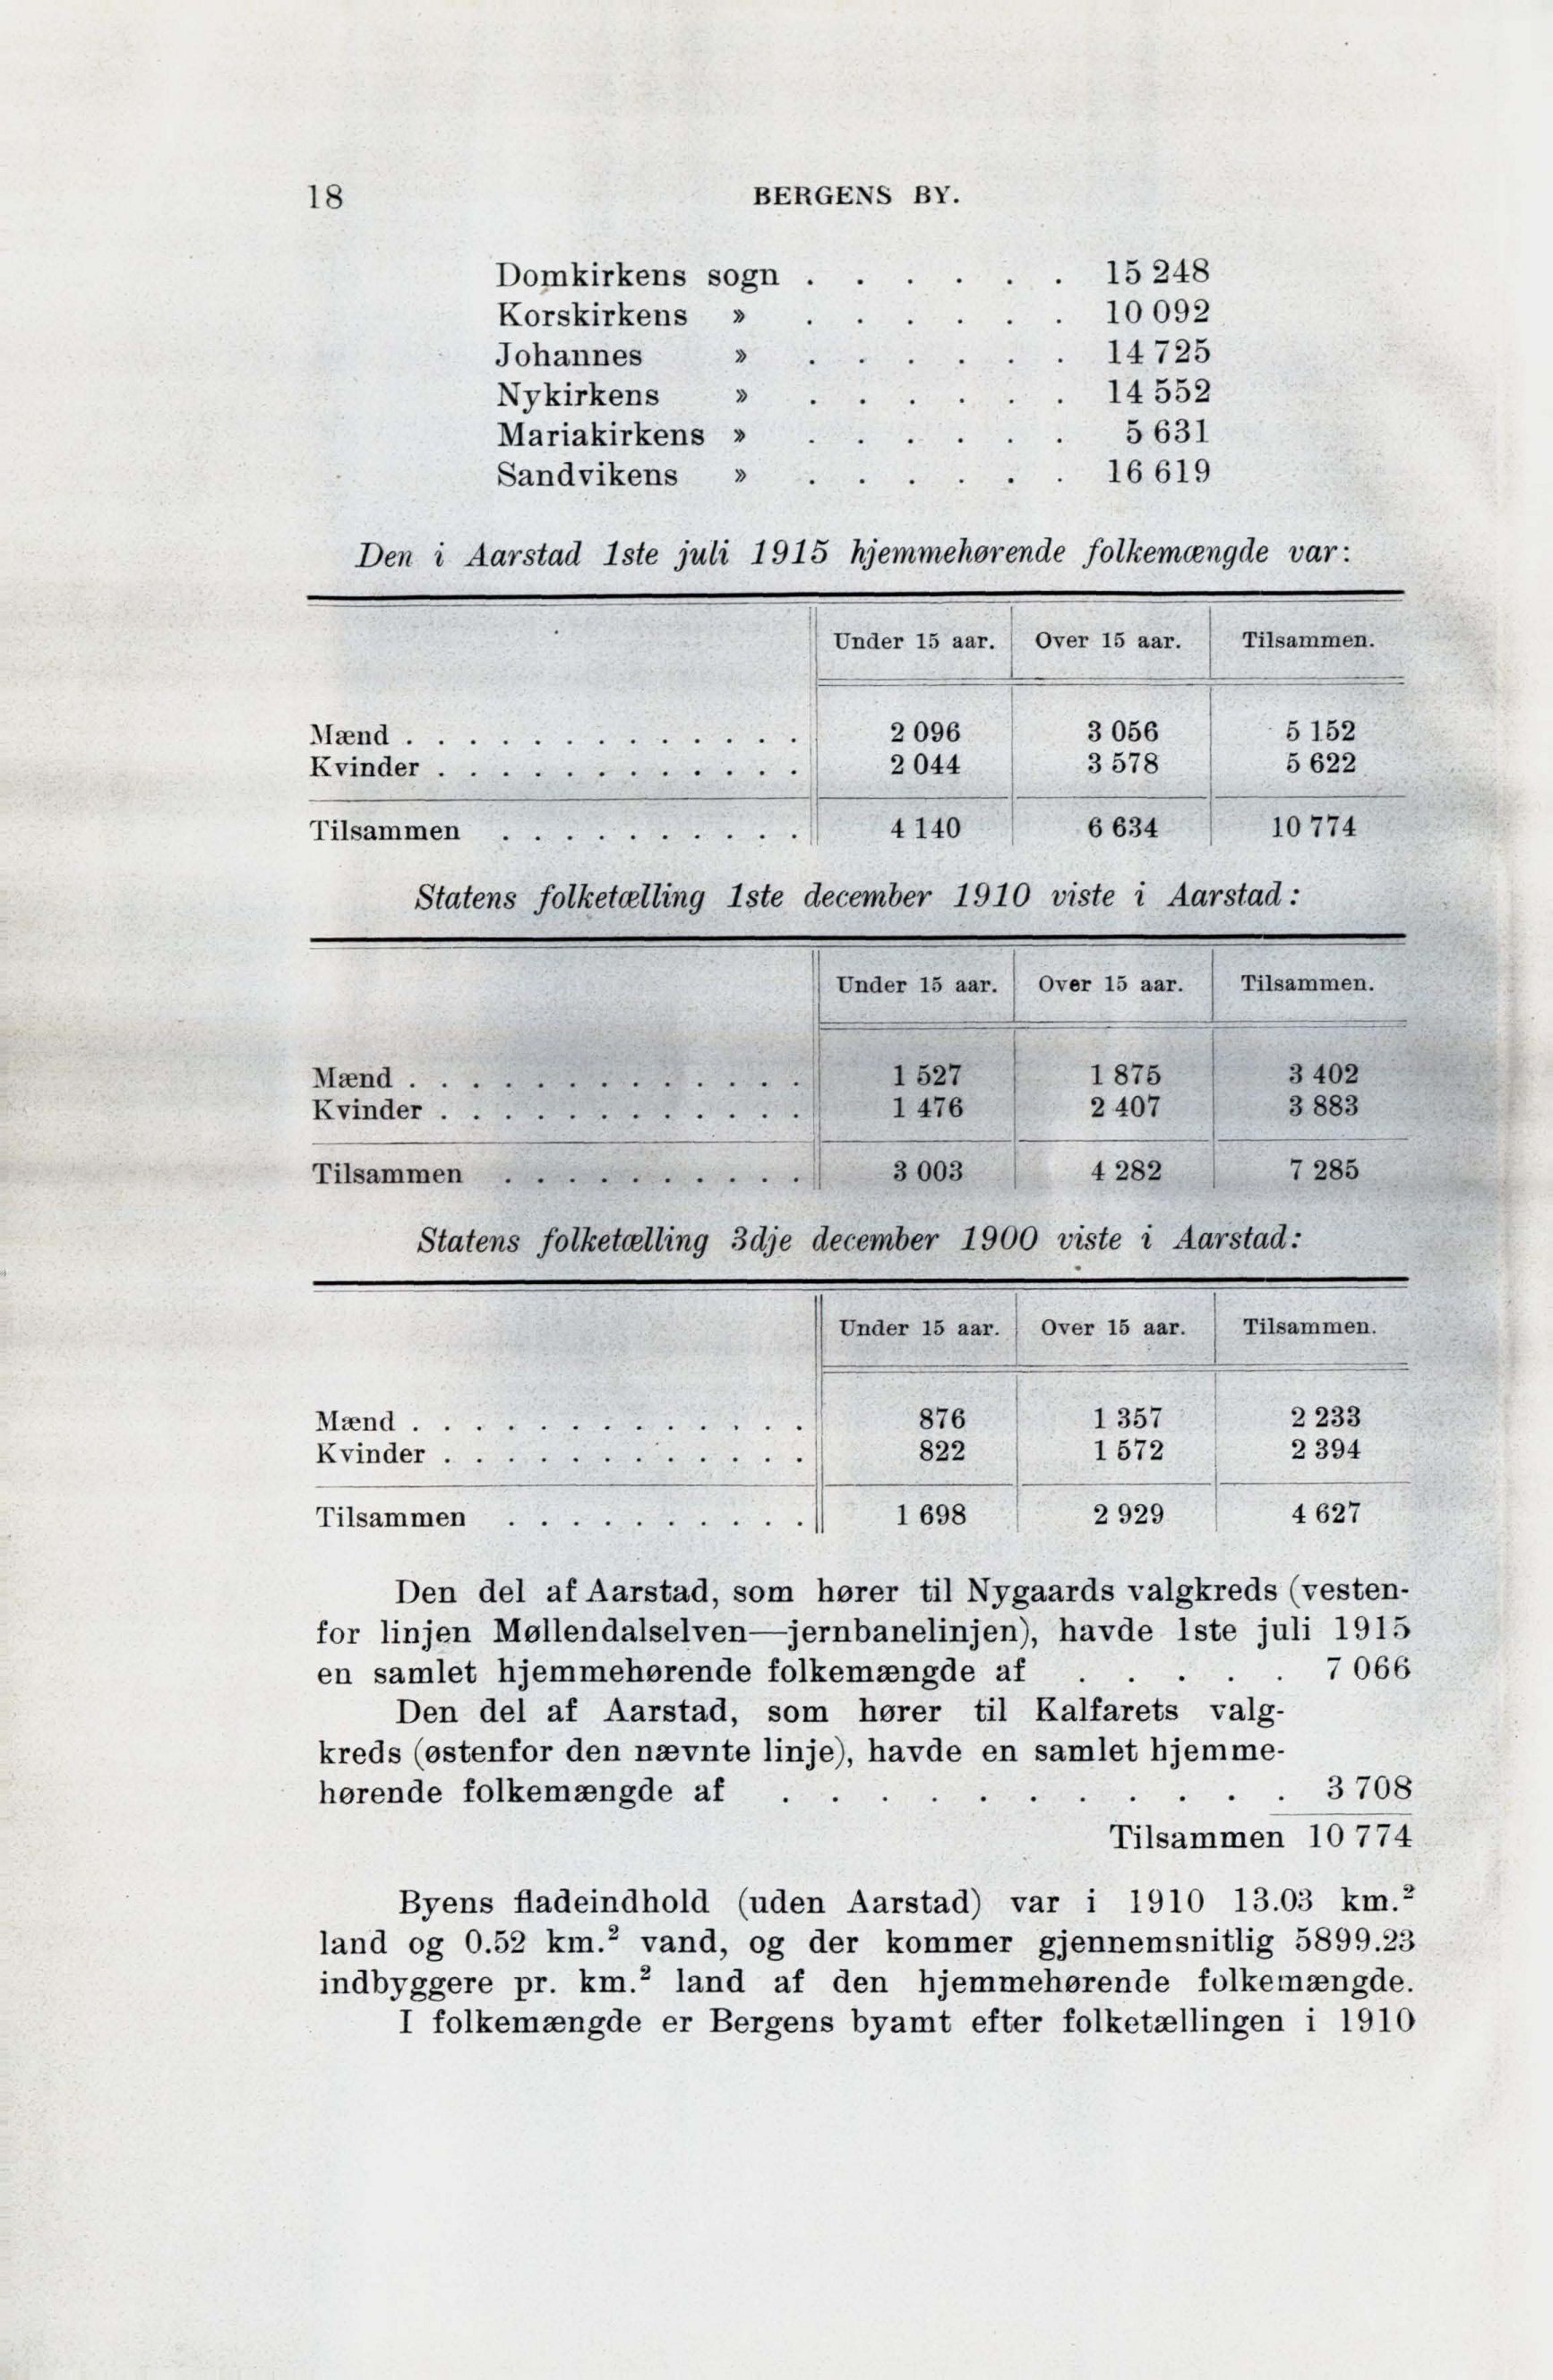 18 BERGENS BY.
Domkirkens sogn . . . . . . 15 248
Korskirkens » . . . . . . 10 092
Johannes » . . . . . . 14 725
Nykirkens » . . . . . . 14 552
Mariakirkens » . . . . . . 5 631
Sandvikens » . . . . . . 16 619
Den i Aarstad 1ste juli 1915 hjemmehørende folkemængde var:
Under 15 aar. Over 15 aar. Tilsammen.
Mænd . . . . . . . . . . . . . 2 096 3 056 5 152
Kvinder . . . . . . . . . . . . 2 044 3 578 5 622
Tilsammen . . . . . . . . . . 4 140 6 634 10 774
Statens folketælling 1ste december 1910 viste i Aarstad:
Under 15 aar. Over 15 aar. Tilsammen.
Mænd . . . . . . . . . . . . . 1 527 1 875 3 402
Kvinder . . . . . . . . . . . . 1 476 2 407 3 883
Tilsammen . . . . . . . . . . 3 003 4 282 7 285
Statens folketælling 3dje december 1900 viste i Aarstad:
Under 15 aar. Over 15 aar. Tilsammen.
Mænd . . . . . . . . . . . . . 876 1 357 2 233
Kvinder . . . . . . . . . . . . 822 1 572 2 394
Tilsammen . . . . . . . . . . 1 698 2 929 4 627
Den del af Aarstad, som hører til Nygaards valgkreds (vesten-
for linjen Møllendalselven—jernbanelinjen), havde 1ste juli 1915
en samlet hjemmehørende folkemængde af . . . . . 7 066
Den del af Aarstad, som hører til Kalfarets valg-
kreds (østenfor den nævnte linje), havde en samlet hjemme-
hørende folkemængde af . . . . . . . . . . . 3 708
Tilsammen 10 774
Byens fladeindhold (uden Aarstad) var i 1910 13.03 km.²
land og 0.52 km.² vand, og der kommer gjennemsnitlig 5899.23
indbyggere pr. km.² land af den hjemmehørende folkemængde.
I folkemængde er Bergens byamt efter folketællingen i 1910